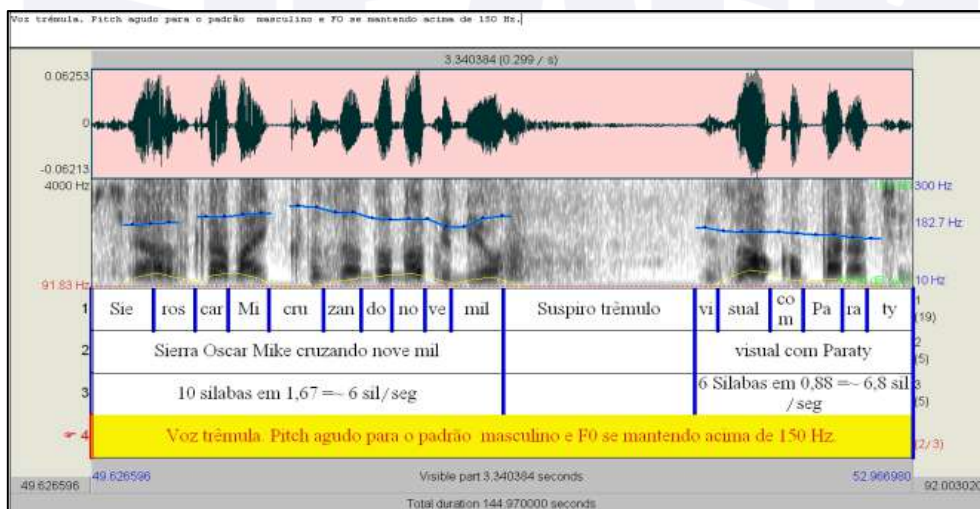 Voz trêmula. Pitch agudo para o padrão masculino e F0 se mantendo acima de 150 Hz.
3.340384 (0.299 / s)
0.06253
0
-0.06213
4000 Hz
300 Hz
182.7 Hz
91.83 Hz
10 Hz
1 Sie ros car Mi cru zan do no ve mil Suspiro trêmulo vi sual co m Pa ra ty 1 (19)
2 Sierra Oscar Mike cruzando nove mil visual com Paraty 2 (5)
3 10 silabas em 1,67 =~ 6 sil/seg 6 Silabas em 0,88 =~ 6,8 sil /seg 3 (5)
4 Voz trêmula. Pitch agudo para o padrão masculino e F0 se mantendo acima de 150 Hz. (2/3)
49.626596 Visible part 3.340384 seconds 52.966980
49.626596 92.003020
Total duration 144.970000 seconds